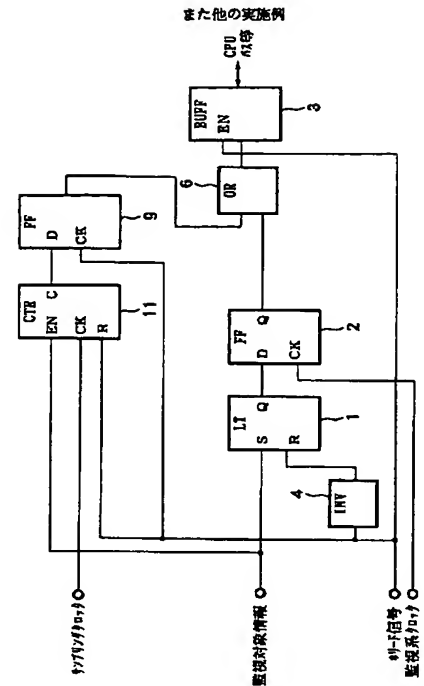 また他の実施例
CPU
バス等
BUFF
EN
3
OR
6
FF
D
CK
9
CTR
EN
C
CK
R
11
FF
D
Q
CK
2
LT
S
Q
R
1
INV
4
サンプリングクロック
監視対象情報
*リード信号
監視系クロック